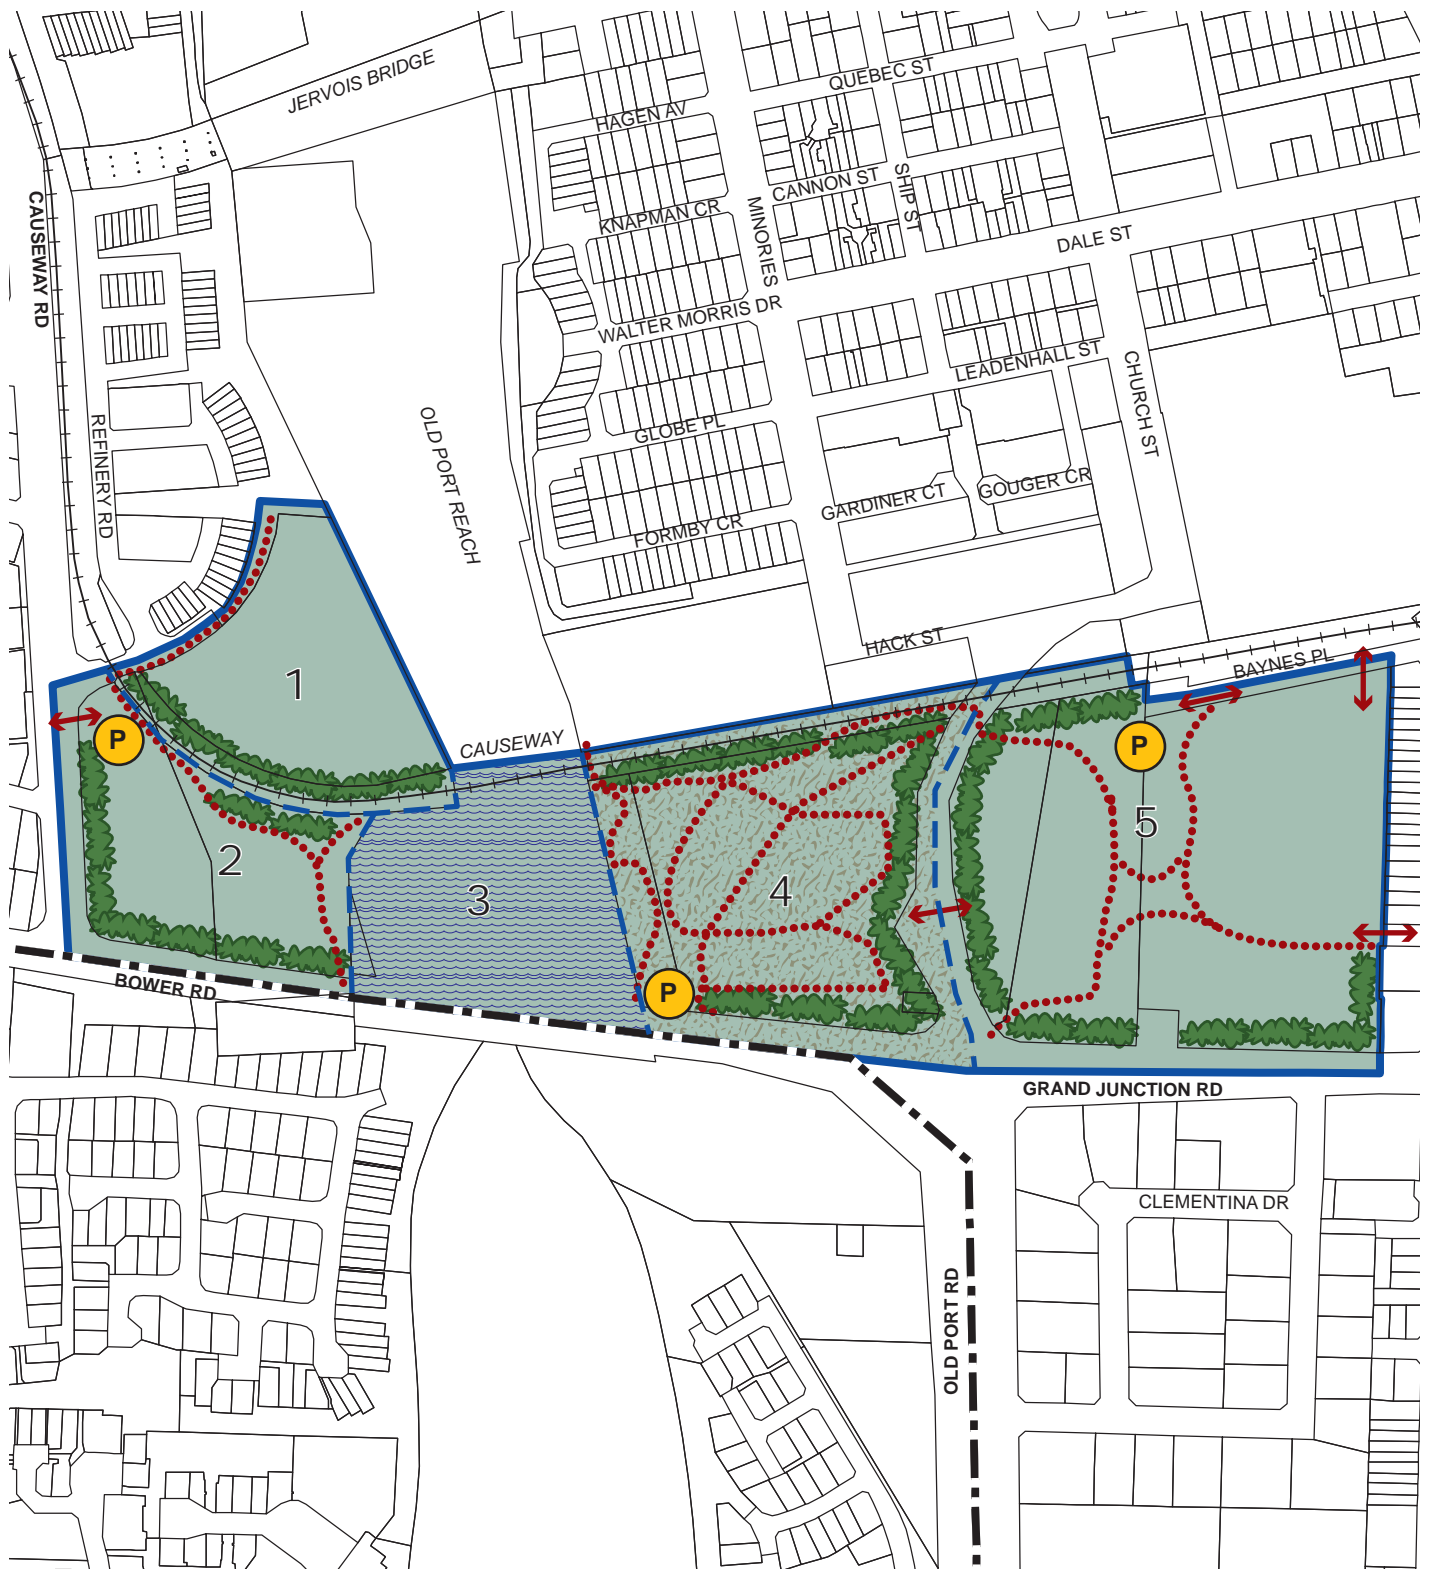 JERVOIS BRIDGE
QUEBEC ST
HAGEN AV
CANNON ST
SHIP ST
CAUSEWAY RD
KNAPMAN CR
MINORIES
DALE ST
WALTER MORRIS DR
LEADENHALL ST
CHURCH ST
REFINERY RD
OLD PORT REACH
GLOBE PL
GARDINER CT
GOUGER CR
FORMBY CR
HACK ST
BAYNES PL
1
CAUSEWAY
P
P
5
2
3
4
P
BOWER RD
GRAND JUNCTION RD
CLEMENTINA DR
OLD PORT RD